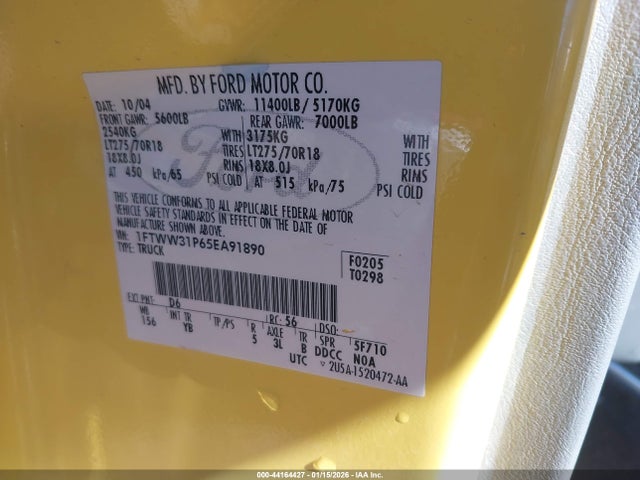 MFD. BY FORD MOTOR CO.
DATE: 10/04 GVWR: 11400LB/ 5170KG
FRONT GAWR: 5600LB REAR GAWR: 7000LB
2540KG WITH 3175KG WITH
LT275/70R18 TIRES LT275/70R18 TIRES
18X8.0J RIMS 18X8.0J RIMS
AT 450 kPa/65 PSI COLD AT 515 kPa/75 PSI COLD
THIS VEHICLE CONFORMS TO ALL APPLICABLE FEDERAL MOTOR
VEHICLE SAFETY STANDARDS IN EFFECT ON THE DATE OF
MANUFACTURE SHOWN ABOVE.
VIN: 1FTWW31P65EA91890
TYPE: TRUCK
F0205
T0298
EXT PNT: D6 RC: 56 DSO:
WB INT TR TP/PS R AXLE TR SPR 5F710
156 YB 5 3L B DDCC NOA
UTC ▽ 2U5A-1520472-AA
Ford
000-44164427 - 01/15/2026 - IAA Inc.